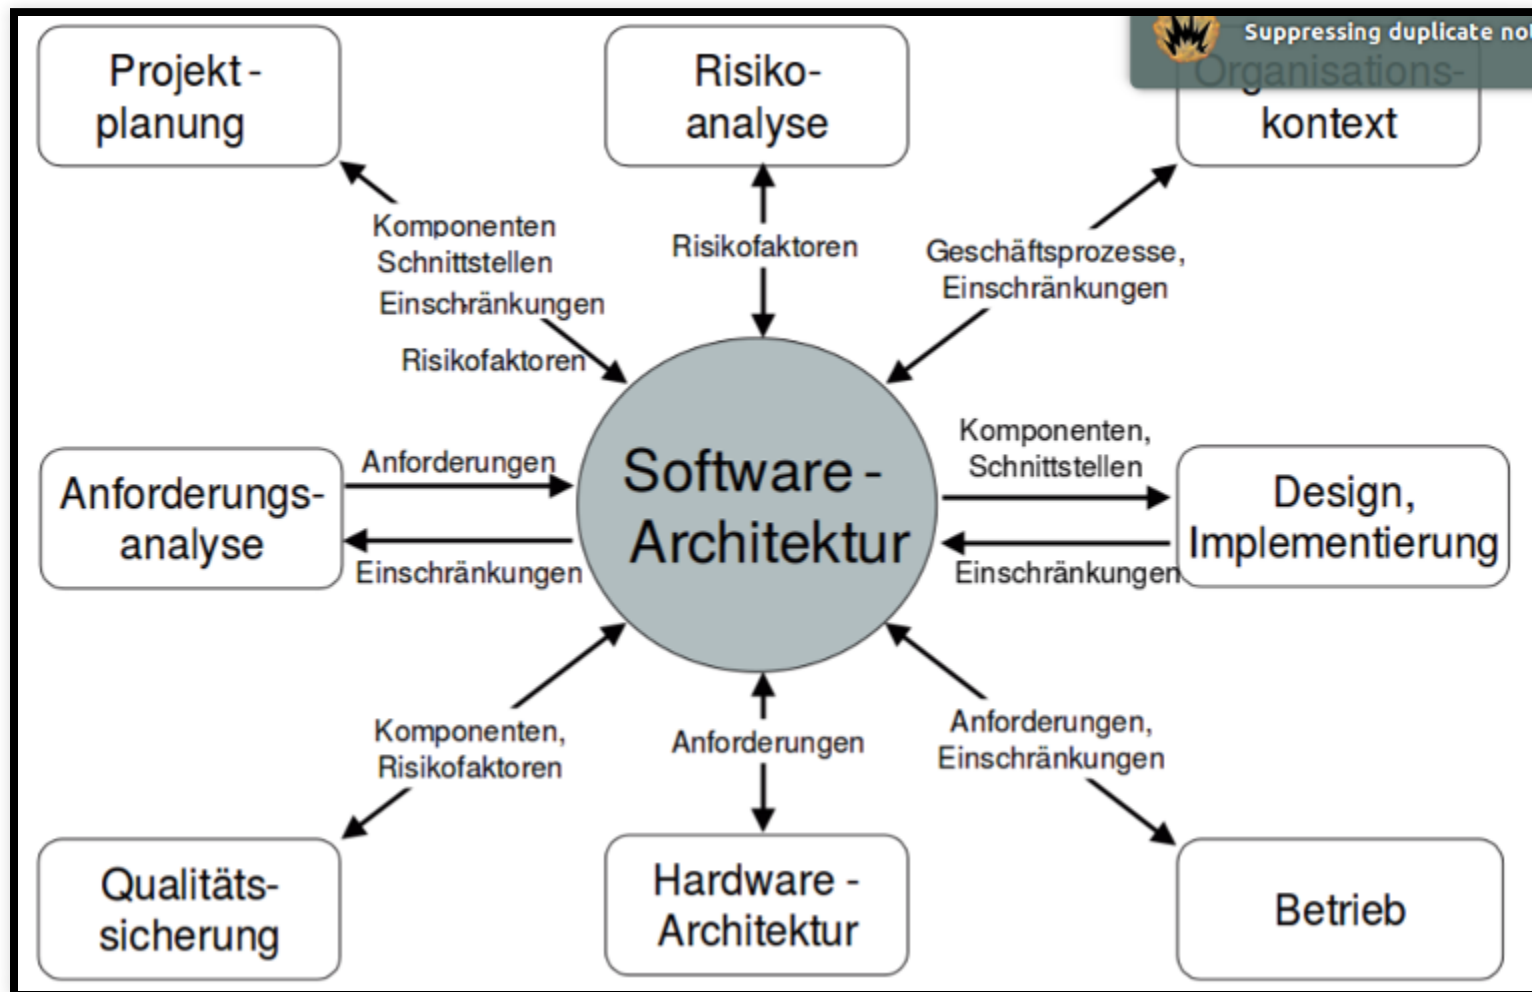 Projekt-
planung
Risiko-
analyse
Suppressing duplicate
Organisations-
kontext
Komponenten
Schnittstellen
Einschränkungen
Risikofaktoren
Risikofaktoren
Geschäftsprozesse,
Einschränkungen
Anforderungs-
analyse
Anforderungen
Einschränkungen
Software-
Architektur
Komponenten,
Schnittstellen
Einschränkungen
Design,
Implementierung
Komponenten,
Risikofaktoren
Anforderungen
Anforderungen,
Einschränkungen
Qualitäts-
sicherung
Hardware-
Architektur
Betrieb